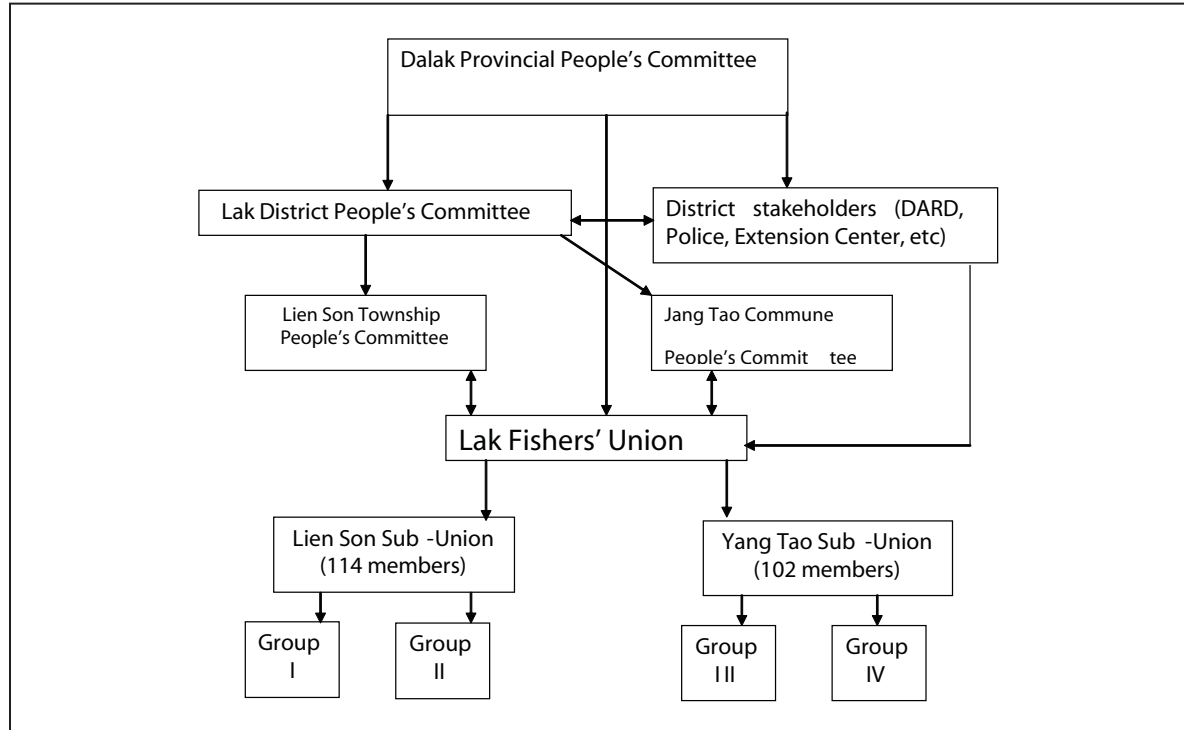 Dalak Provincial People's Committee
Lak District People's Committee
District stakeholders (DARD,
Police, Extension Center, etc)
Lien Son Township
People's Committee
Jang Tao Commune
People's Commit tee
Lak Fishers' Union
Lien Son Sub -Union
(114 members)
Yang Tao Sub -Union
(102 members)
Group
I
Group
II
Group
I II
Group
IV